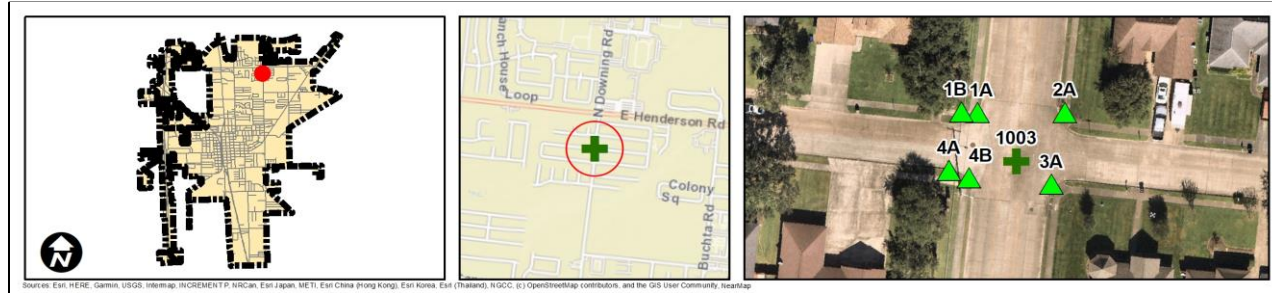 N
Ranch House
N Downing Rd
Loop
E Henderson Rd
Colony
Sq
Buchta Rd
1B 1A 2A
1003
4A 4B 3A
Sources: Esri, HERE, Garmin, USGS, Intermap, INCREMENT P, NRCan, Esri Japan, METI, Esri China (Hong Kong), Esri Korea, Esri (Thailand), NGCC, (c) OpenStreetMap contributors, and the GIS User Community, NearMap